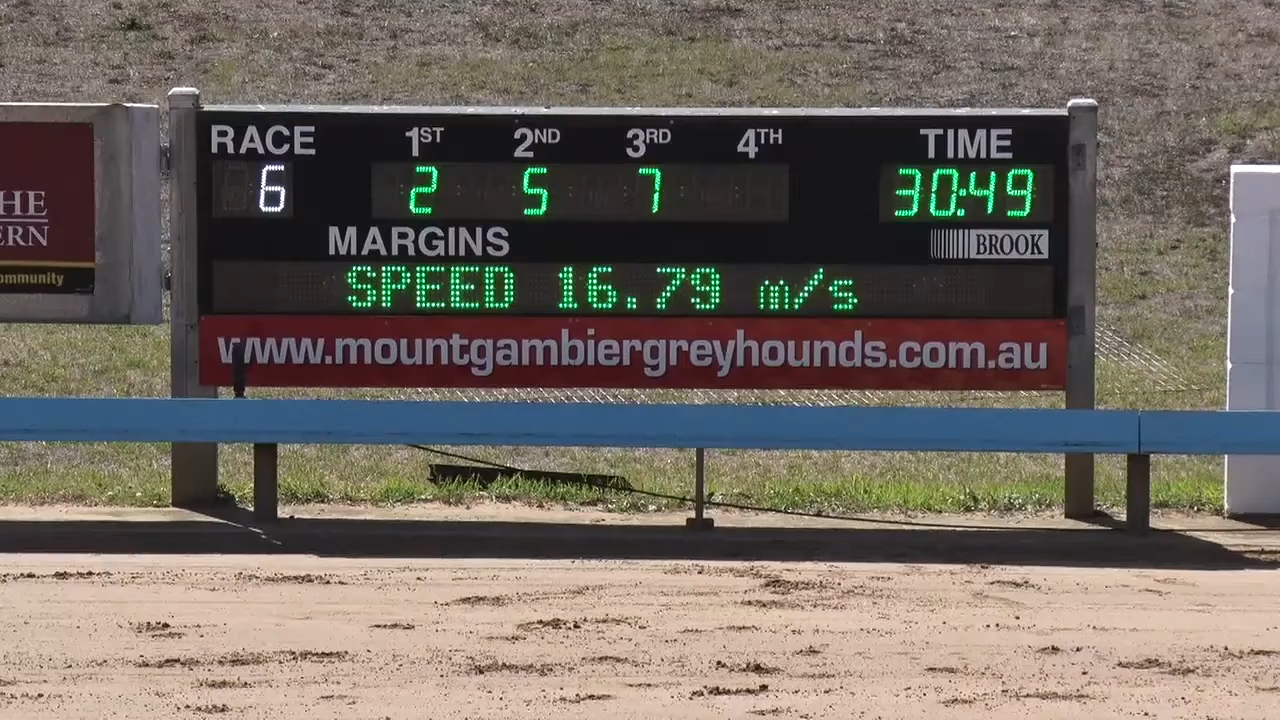 HE
ERN
ommunity
RACE 1ST 2ND 3RD 4TH TIME
6 2 5 7 30:49
MARGINS BROOK
SPEED 16.79 m/s
www.mountgambiergreyhounds.com.au